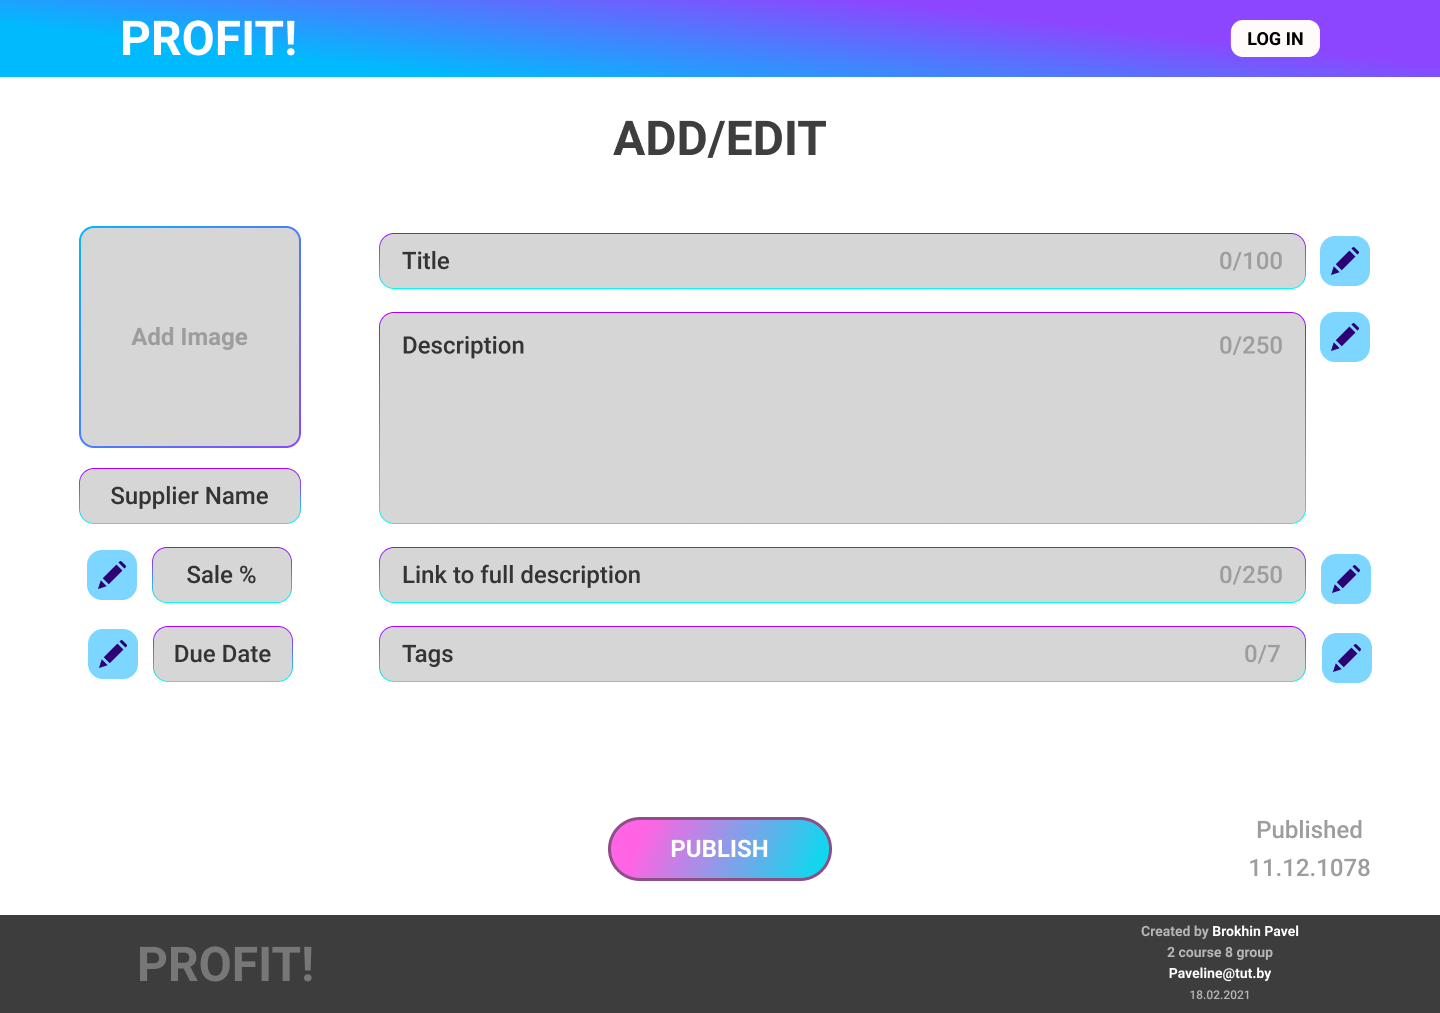 PROFIT!
LOG IN
ADD/EDIT
Add Image
Supplier Name
Sale %
Due Date
Title 0/100
Description 0/250
Link to full description 0/250
Tags 0/7
PUBLISH
Published
11.12.1078
PROFIT!
Created by Brokhin Pavel
2 course 8 group
Paveline@tut.by
18.02.2021